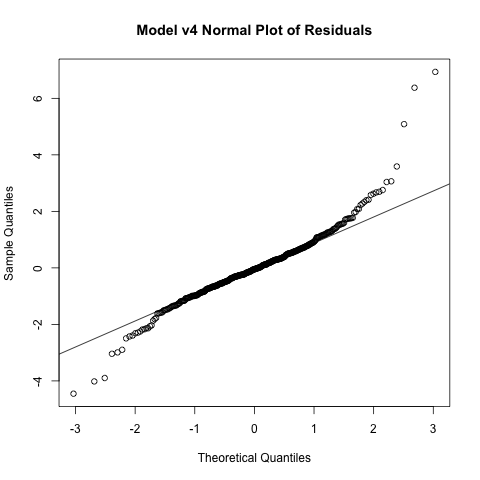 Model v4 Normal Plot of Residuals
6
4
2
0
-2
-4
Sample Quantiles
-3 -2 -1 0 1 2 3
Theoretical Quantiles